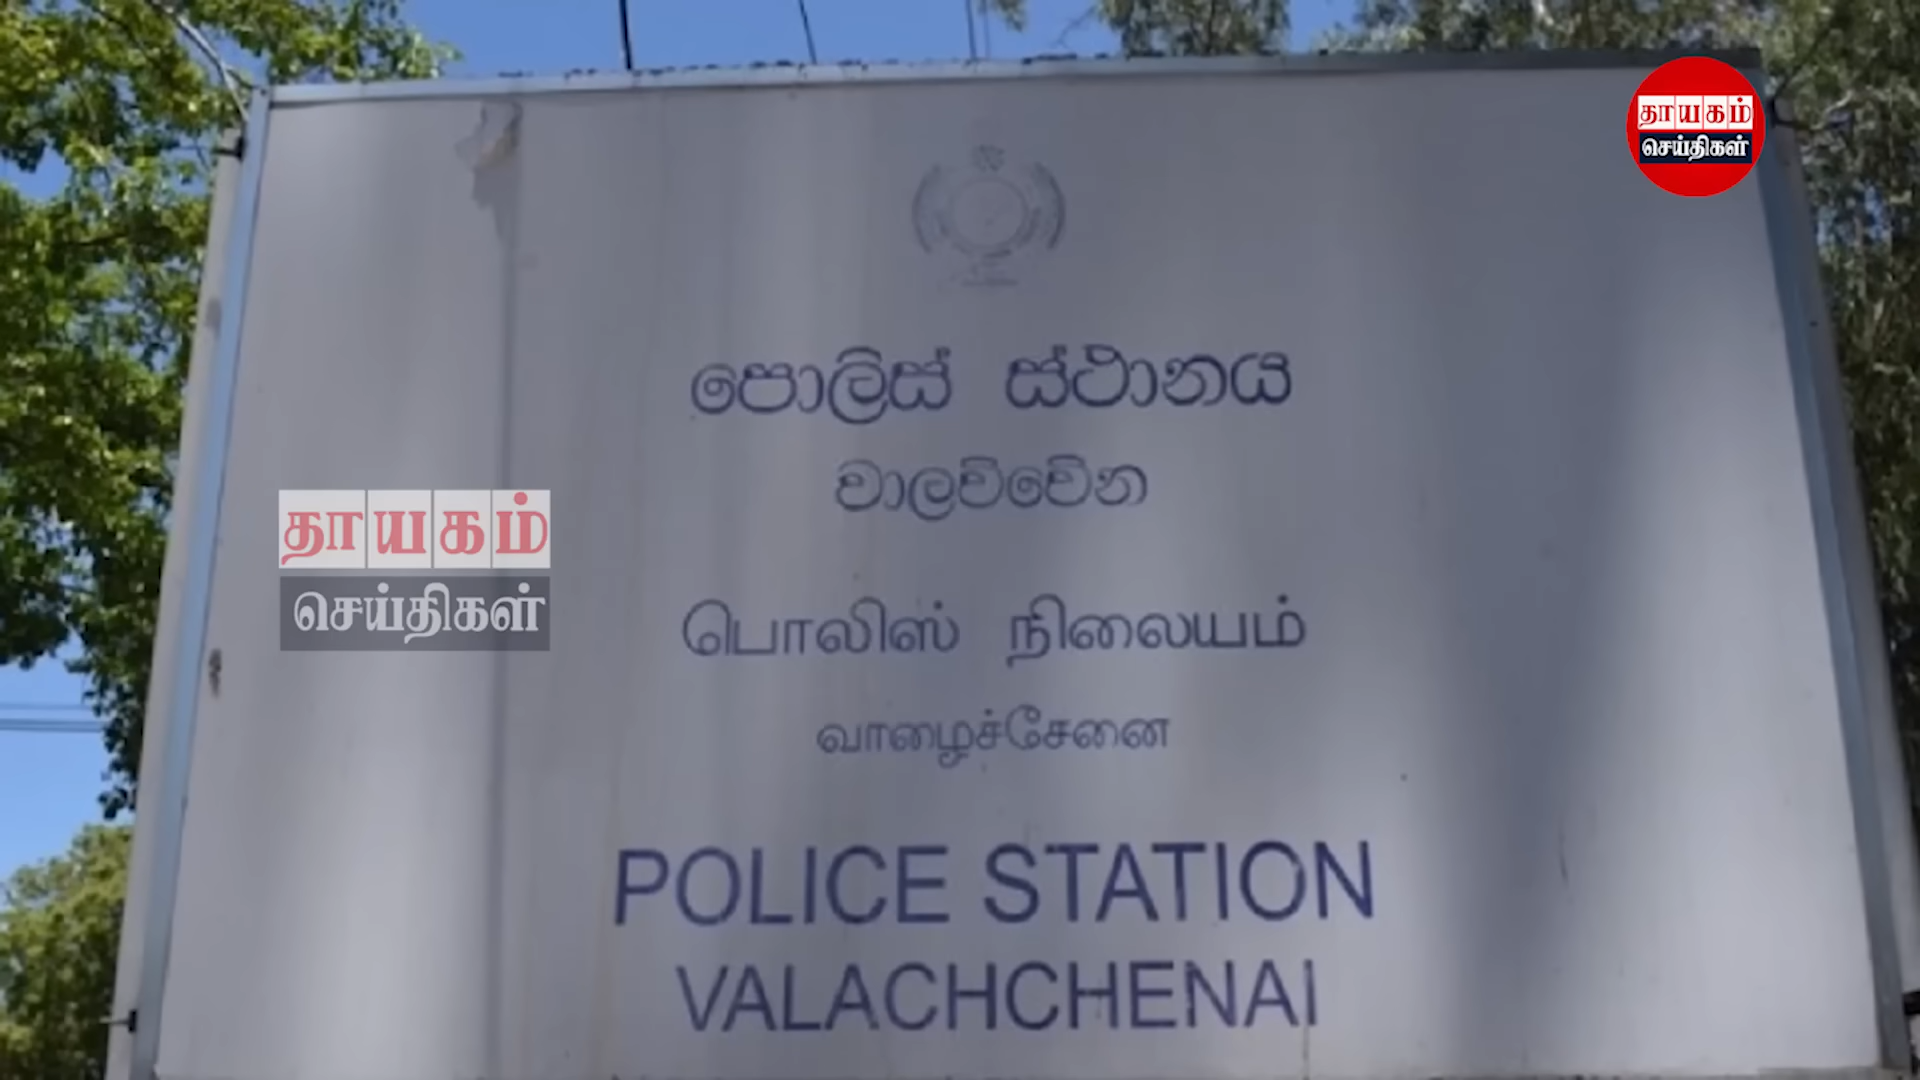 தாயகம்
செய்திகள்
පොලිස් ස්ථානය
වාලච්චේන
தாயகம்
செய்திகள்
பொலிஸ் நிலையம்
வாழைச்சேனை
POLICE STATION
VALACHCHENAI